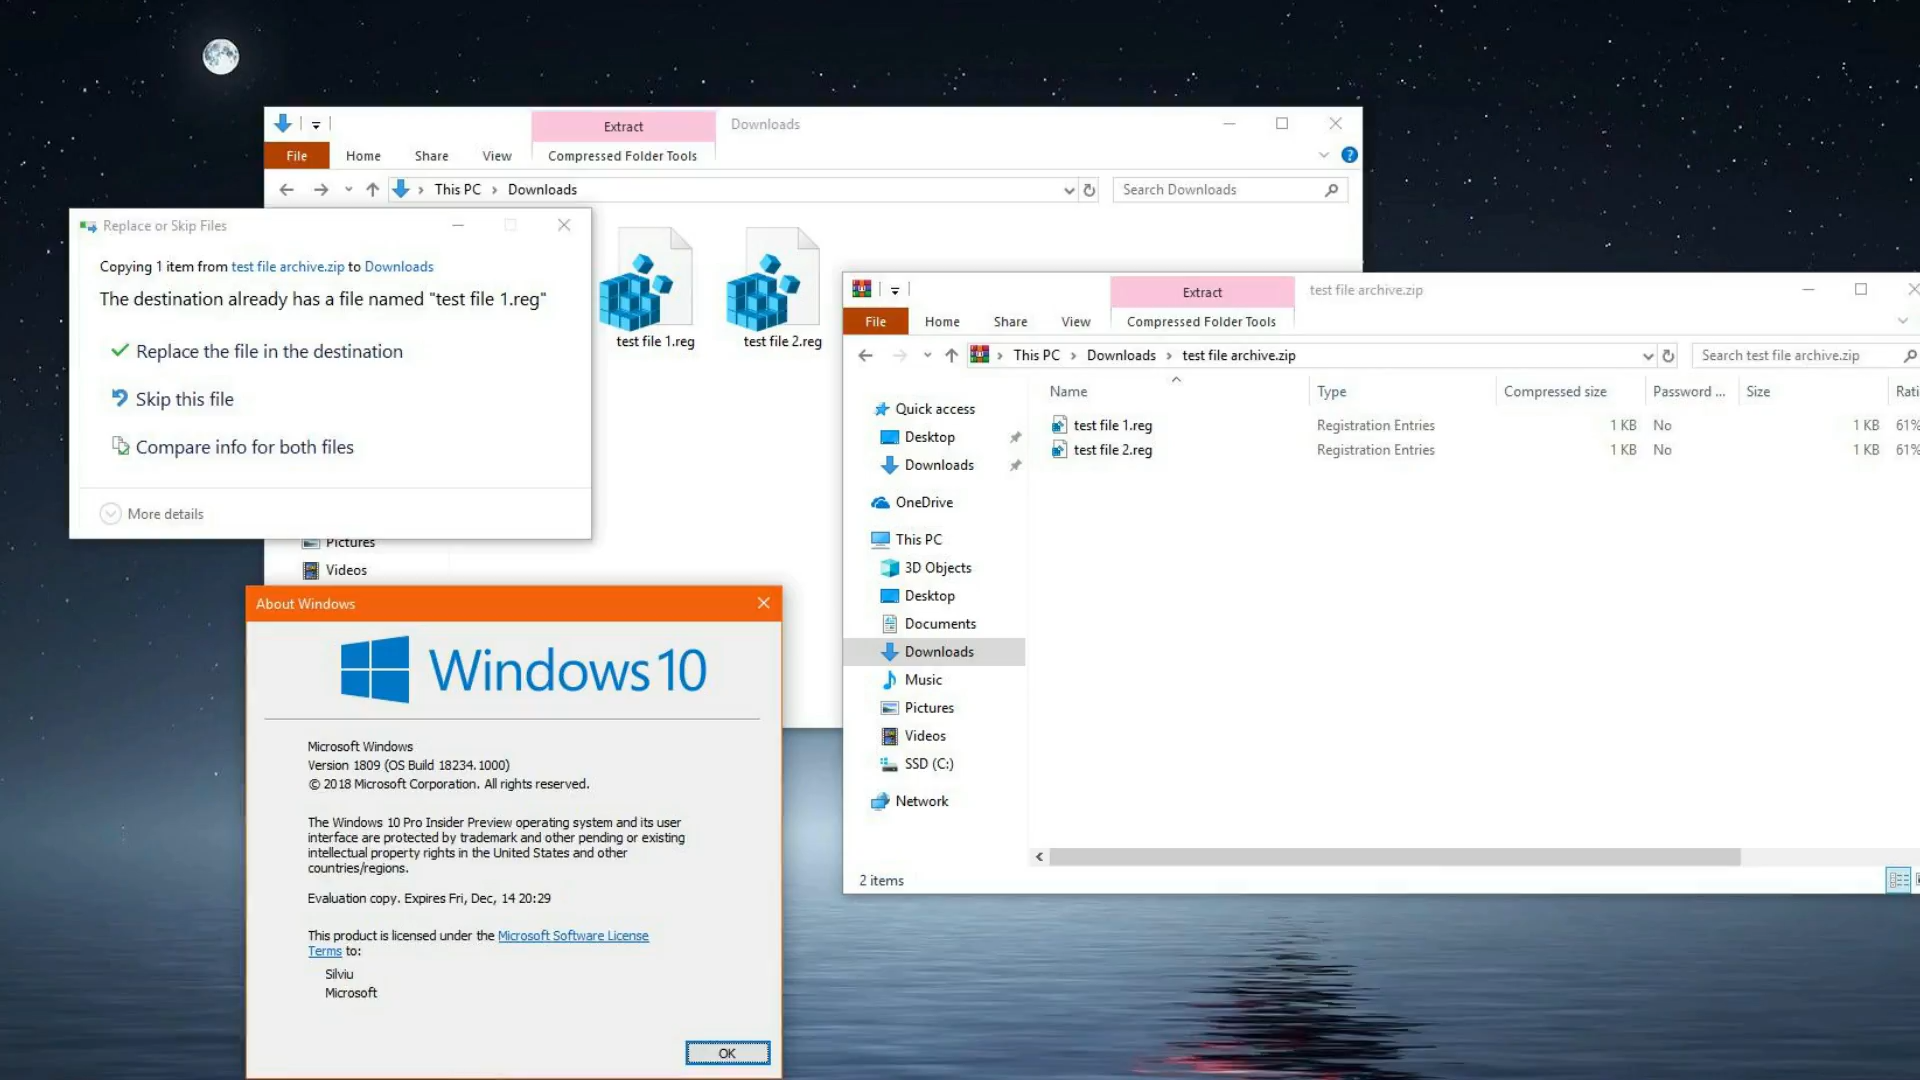 Extract
Downloads
File
Home
Share
View
Compressed Folder Tools
This PC
Downloads
Search Downloads
test file 1.reg
test file 2.reg
Pictures
Videos
Replace or Skip Files
Copying 1 item from test file archive.zip to Downloads
The destination already has a file named "test file 1.reg"
Replace the file in the destination
Skip this file
Compare info for both files
More details
Extract
test file archive.zip
File
Home
Share
View
Compressed Folder Tools
This PC
Downloads
test file archive.zip
Search test file archive.zip
Quick access
Desktop
Downloads
OneDrive
This PC
3D Objects
Desktop
Documents
Downloads
Music
Pictures
Videos
SSD (C:)
Network
Name Type Compressed size Password ... Size Rati
test file 1.reg Registration Entries 1 KB No 1 KB 61%
test file 2.reg Registration Entries 1 KB No 1 KB 61%
2 items
About Windows
Windows 10
Microsoft Windows
Version 1809 (OS Build 18234.1000)
© 2018 Microsoft Corporation. All rights reserved.
The Windows 10 Pro Insider Preview operating system and its user
interface are protected by trademark and other pending or existing
intellectual property rights in the United States and other
countries/regions.
Evaluation copy. Expires Fri, Dec, 14 20:29
This product is licensed under the Microsoft Software License
Terms to:
Silviu
Microsoft
OK